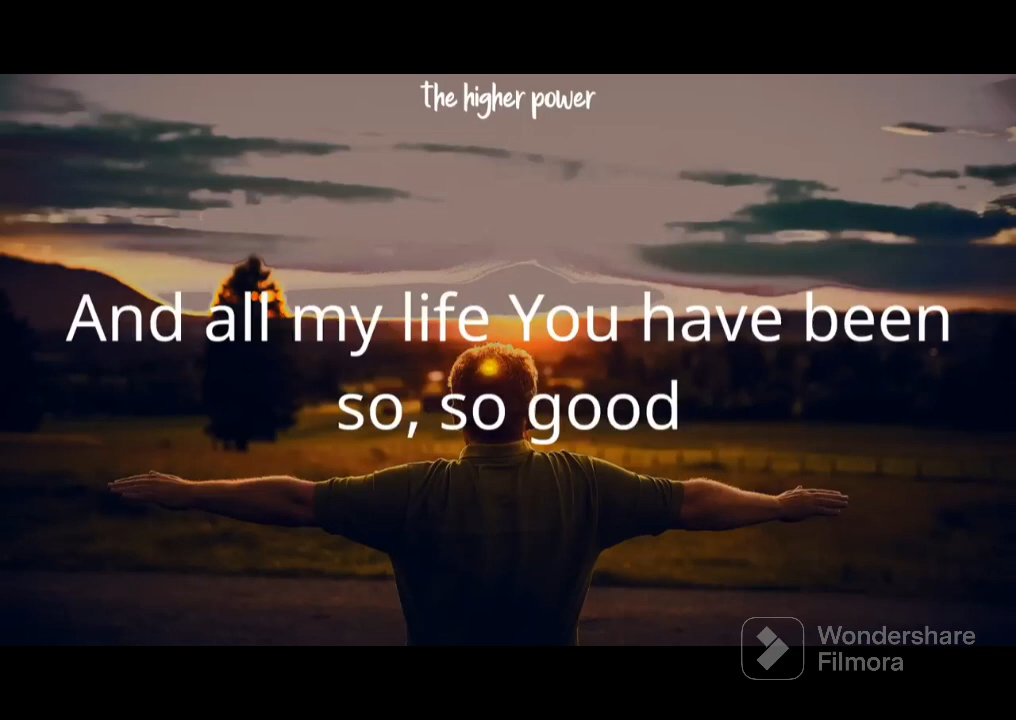 the higher power
And all my life You have been
so, so good
Wondershare
Filmora